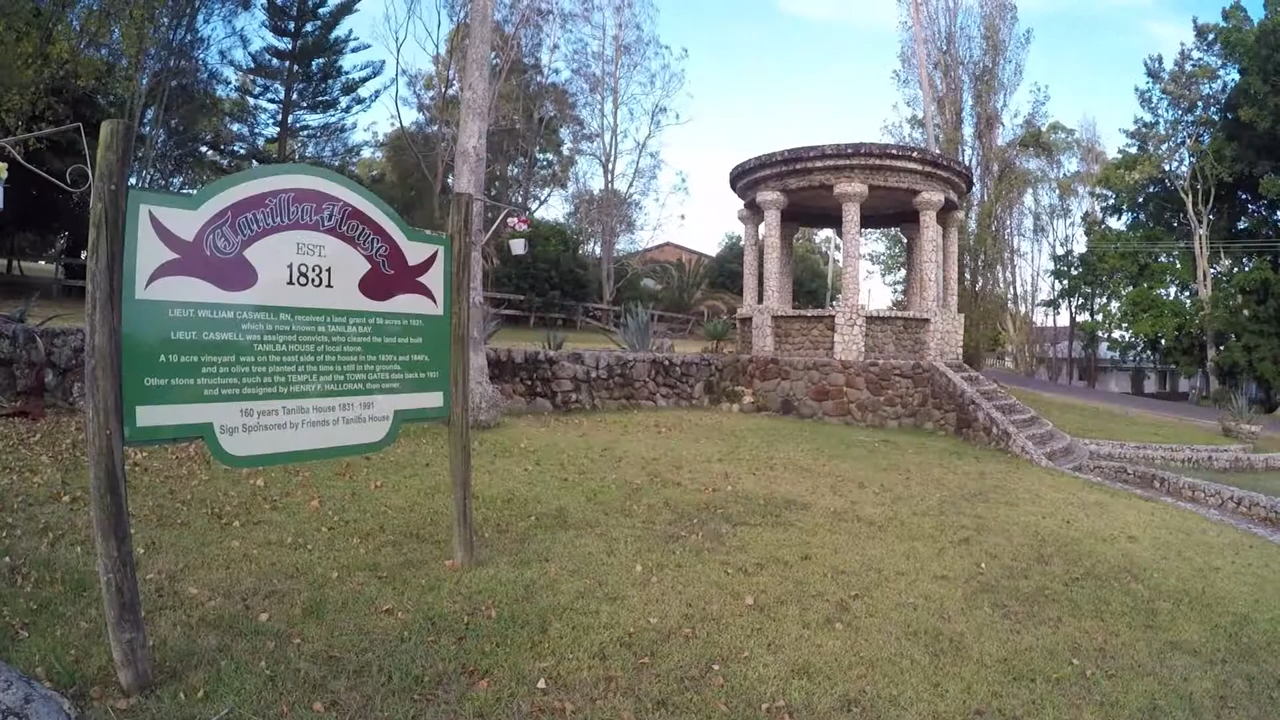 Tanilba House
EST.
1831
LIEUT. WILLIAM CASWELL, RN, received a land grant of 50 acres in 1831,
which is now known as TANILBA BAY.
LIEUT. CASWELL was assigned convicts, who cleared the land and built
TANILBA HOUSE of local stone.
A 10 acre vineyard was on the east side of the house in the 1830's and 1840's,
and an olive tree planted at the time is still in the grounds.
Other stone structures, such as the TEMPLE and the TOWN GATES date back to 1931
and were designed by HENRY F. HALLORAN, then owner.
160 years Tanilba House 1831-1991
Sign Sponsored by Friends of Tanilba House